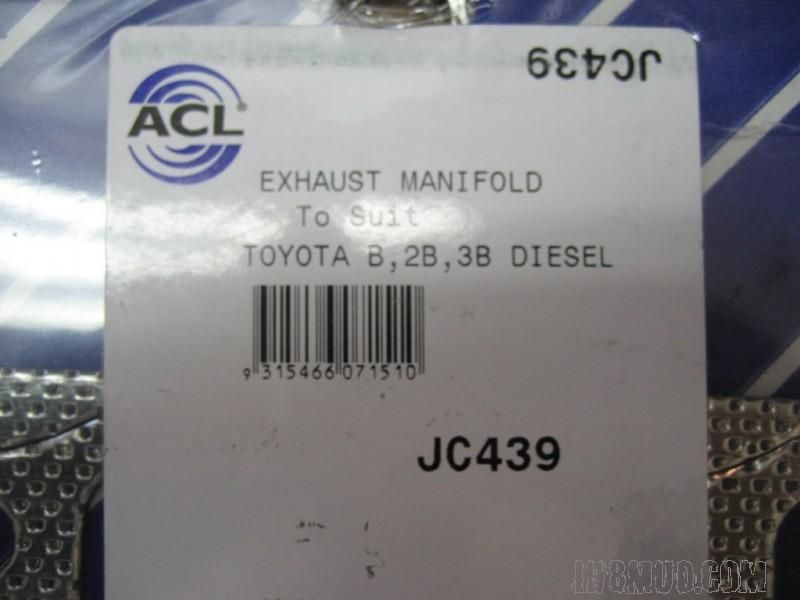 JC439
ACL
EXHAUST MANIFOLD
To Suit
TOYOTA B,2B,3B DIESEL
9 315466 071510
JC439
IH8MUD.COM